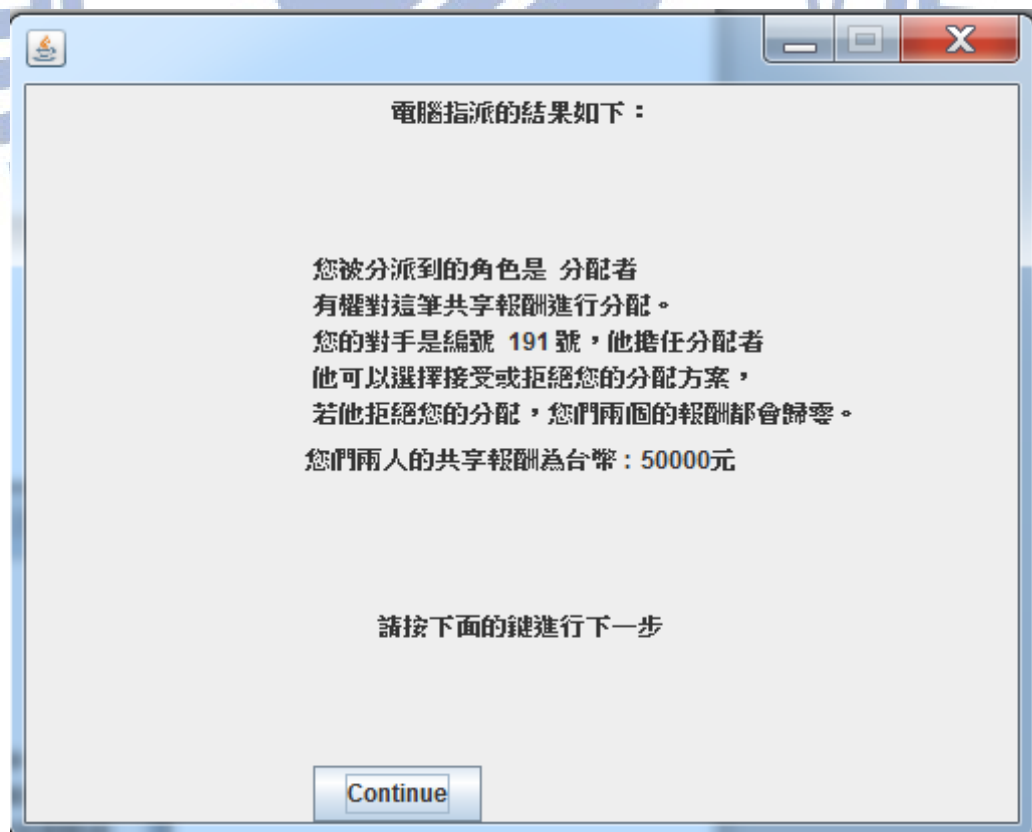 電腦指派的結果如下：
您被分派到的角色是 分配者
有權對這筆共享報酬進行分配。
您的對手是編號 191 號，他擔任分配者
他可以選擇接受或拒絕您的分配方案，
若他拒絕您的分配，您們兩個的報酬都會歸零。
您們兩人的共享報酬為台幣：50000元
請按下面的鍵進行下一步
Continue